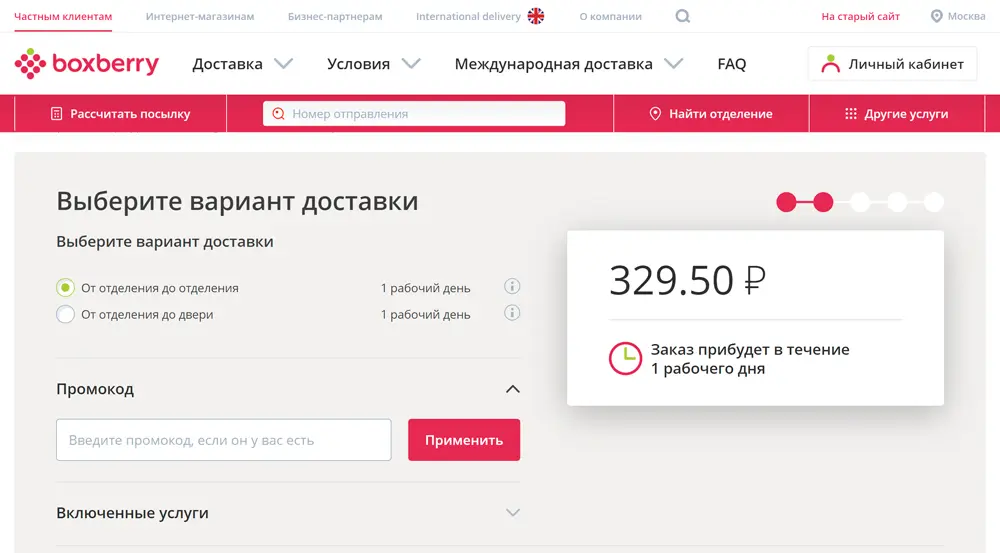 Частным клиентам Интернет-магазинам Бизнес-партнерам International delivery О компании На старый сайт Москва
boxberry Доставка Условия Международная доставка FAQ Личный кабинет
Рассчитать посылку Номер отправления Найти отделение Другие услуги
Выберите вариант доставки
Выберите вариант доставки
От отделения до отделения 1 рабочий день
От отделения до двери 1 рабочий день
Промокод
Введите промокод, если он у вас есть Применить
Включенные услуги
329.50 ₽
Заказ прибудет в течение
1 рабочего дня